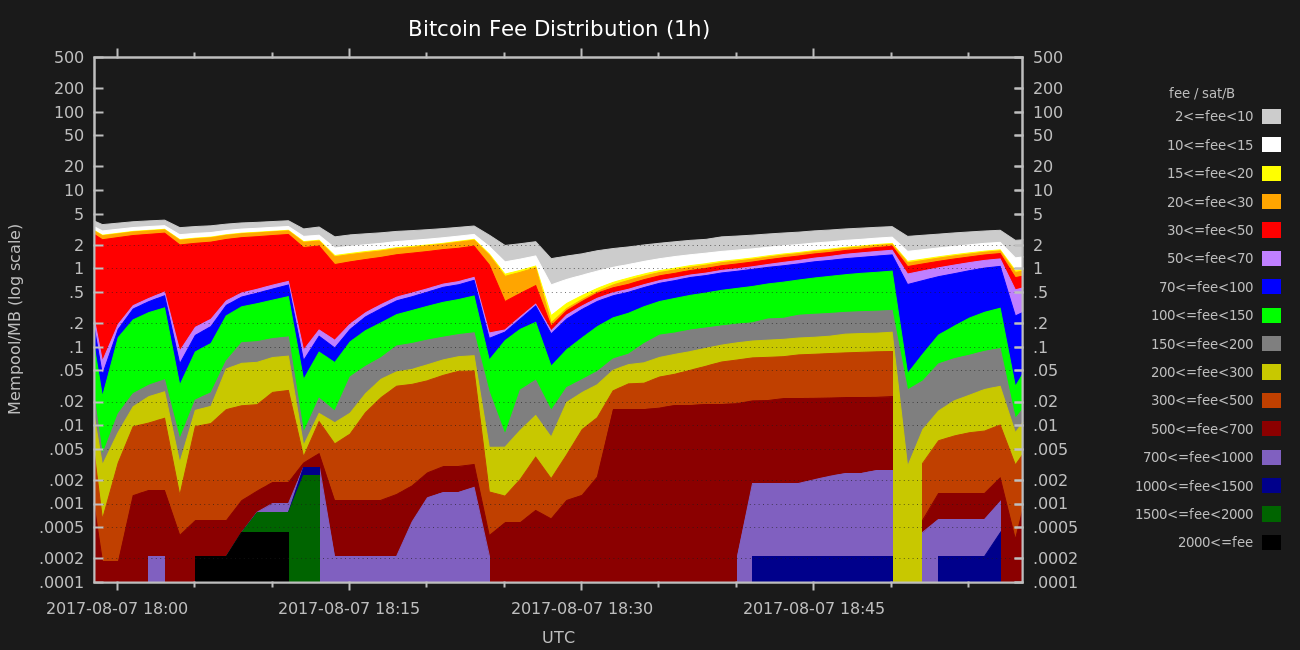 Bitcoin Fee Distribution (1h)
500
200
100
50
20
10
5
2
1
.5
.2
.1
.05
.02
.01
.005
.002
.001
.0005
.0002
.0001
Mempool/MB (log scale)
500
200
100
50
20
10
5
2
1
.5
.2
.1
.05
.02
.01
.005
.002
.001
.0005
.0002
.0001
2017-08-07 18:00 2017-08-07 18:15 2017-08-07 18:30 2017-08-07 18:45
UTC
fee / sat/B
2<=fee<10
10<=fee<15
15<=fee<20
20<=fee<30
30<=fee<50
50<=fee<70
70<=fee<100
100<=fee<150
150<=fee<200
200<=fee<300
300<=fee<500
500<=fee<700
700<=fee<1000
1000<=fee<1500
1500<=fee<2000
2000<=fee